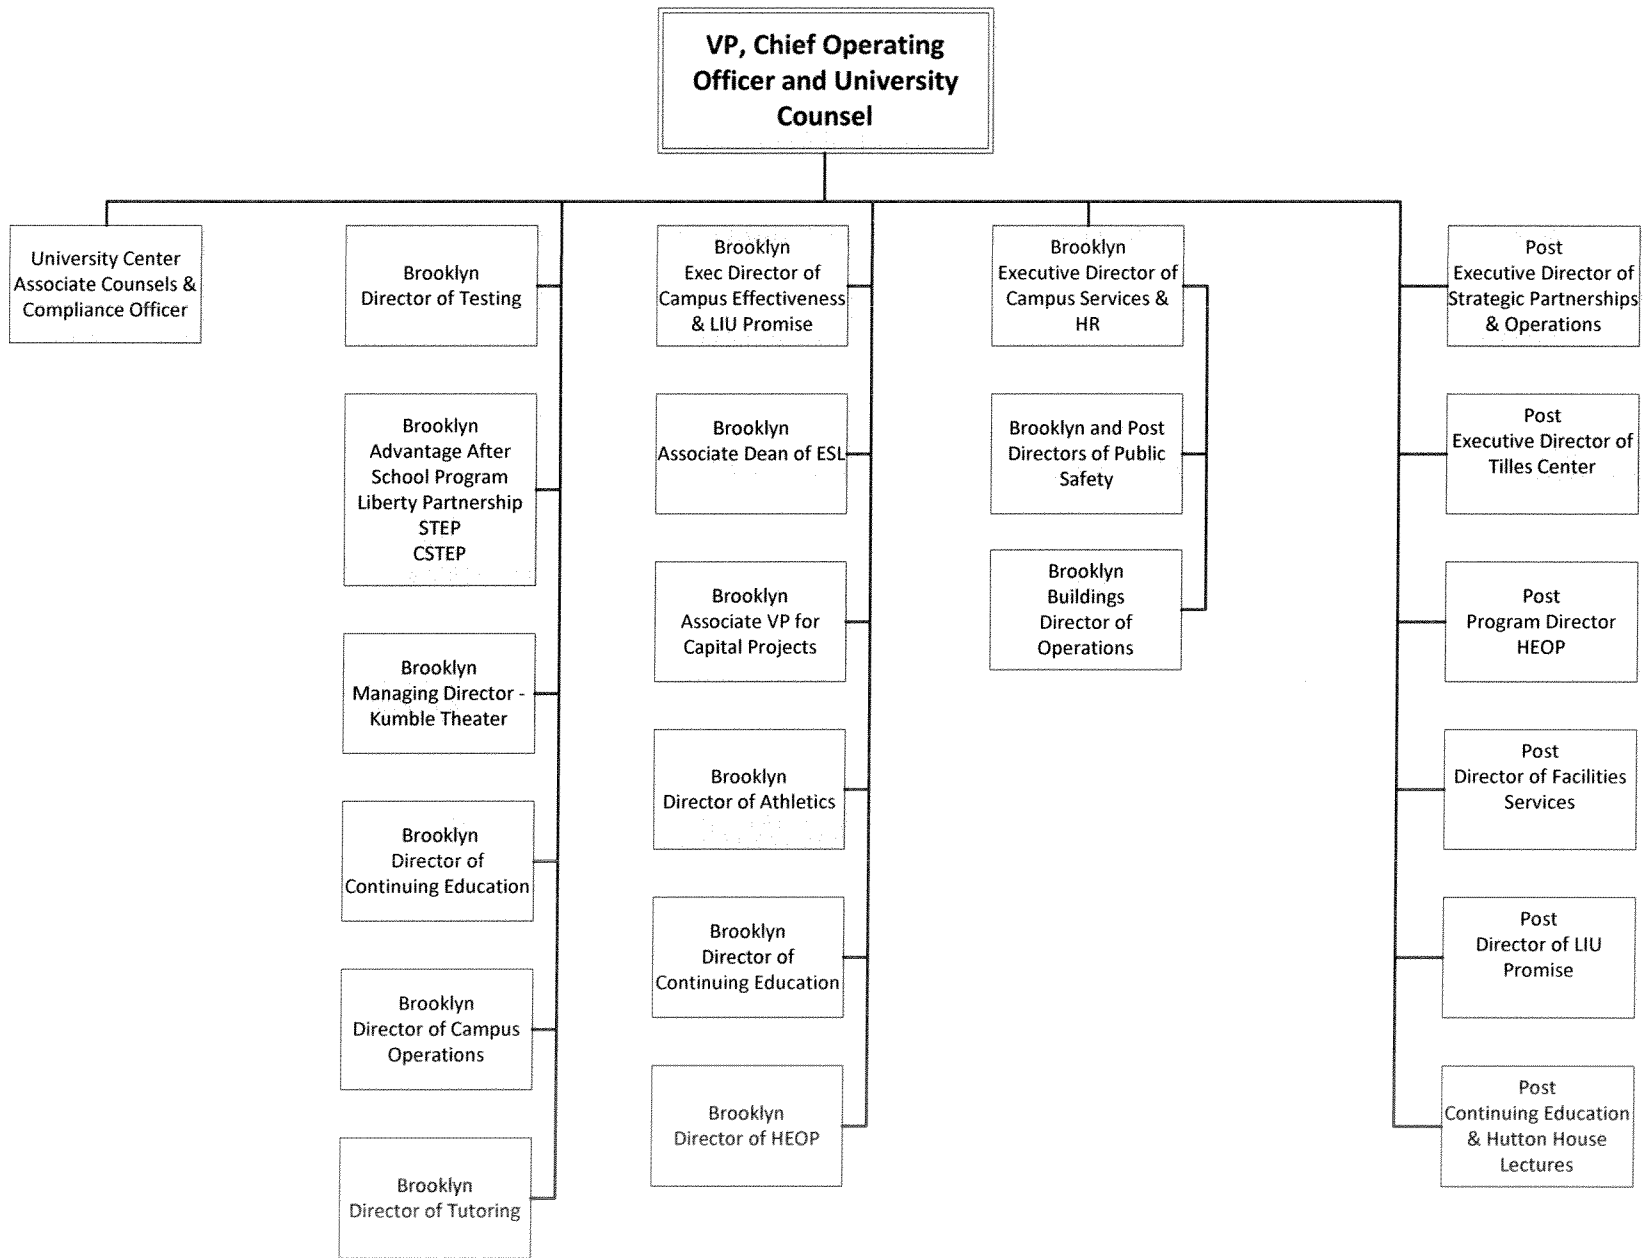 VP, Chief Operating
Officer and University
Counsel
University Center
Associate Counsels &
Compliance Officer
Brooklyn
Director of Testing
Brooklyn
Advantage After
School Program
Liberty Partnership
STEP
CSTEP
Brooklyn
Managing Director -
Kumble Theater
Brooklyn
Director of
Continuing Education
Brooklyn
Director of Campus
Operations
Brooklyn
Director of Tutoring
Brooklyn
Exec Director of
Campus Effectiveness
& LIU Promise
Brooklyn
Associate Dean of ESL
Brooklyn
Associate VP for
Capital Projects
Brooklyn
Director of Athletics
Brooklyn
Director of
Continuing Education
Brooklyn
Director of HEOP
Brooklyn
Executive Director of
Campus Services &
HR
Brooklyn and Post
Directors of Public
Safety
Brooklyn
Buildings
Director of
Operations
Post
Executive Director of
Strategic Partnerships
& Operations
Post
Executive Director of
Tilles Center
Post
Program Director
HEOP
Post
Director of Facilities
Services
Post
Director of LIU
Promise
Post
Continuing Education
& Hutton House
Lectures